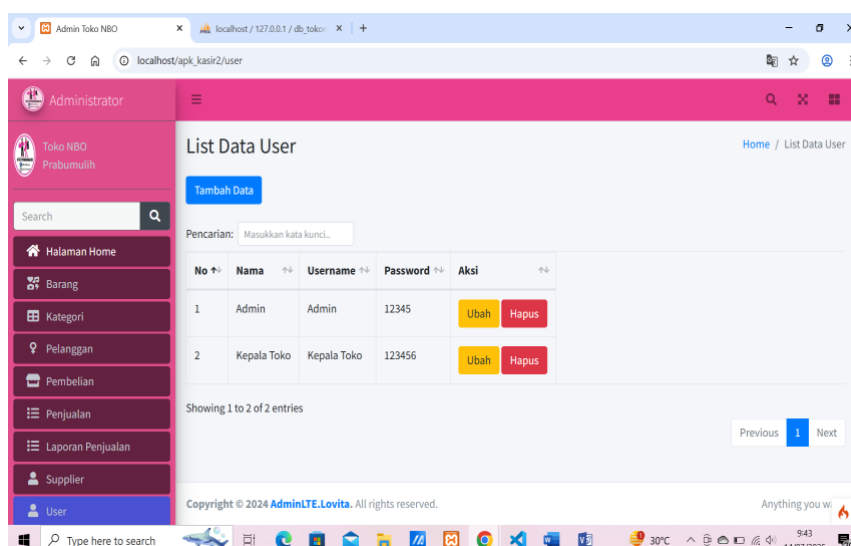 Admin Toko NBO
localhost / 127.0.0.1 / db_tokon
localhost/apk_kasir2/user
Administrator
Toko NBO
Prabumulih
Search
Halaman Home
Barang
Kategori
Pelanggan
Pembelian
Penjualan
Laporan Penjualan
Supplier
User
List Data User
Home / List Data User
Tambah Data
Pencarian: Masukkan kata kunci..
No Nama Username Password Aksi
1 Admin Admin 12345 Ubah Hapus
2 Kepala Toko Kepala Toko 123456 Ubah Hapus
Showing 1 to 2 of 2 entries
Previous 1 Next
Copyright © 2024 AdminLTE.Lovita. All rights reserved.
Anything you
Type here to search
30°C
9:43